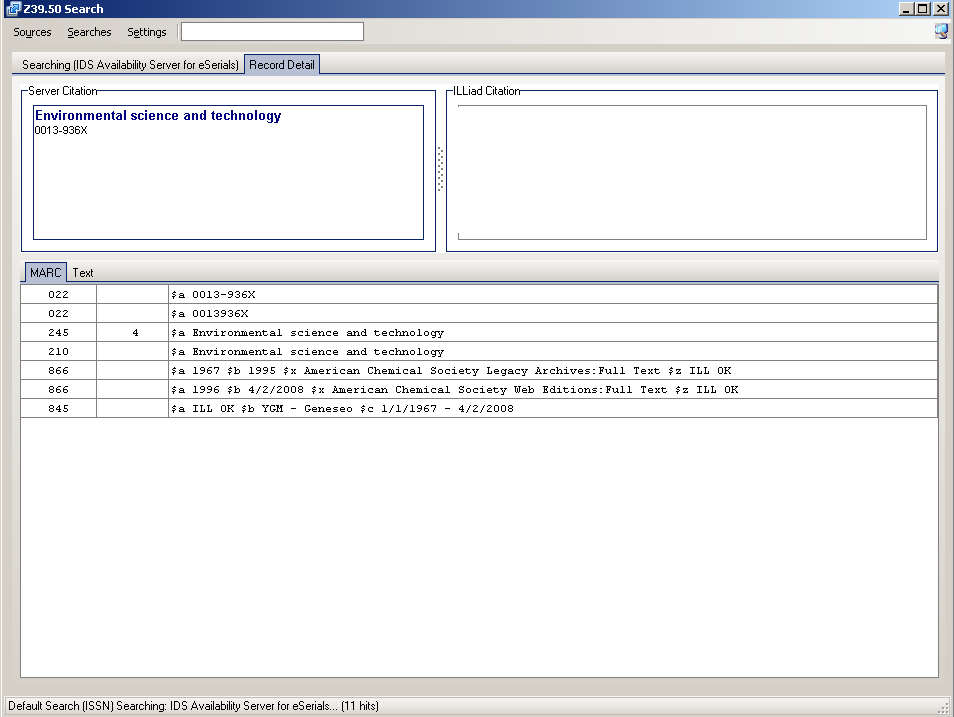 Z39.50 Search
Sources Searches Settings
Searching (IDS Availability Server for eSerials) Record Detail
Server Citation ILLiad Citation
Environmental science and technology
0013-936X
MARC Text
022 $a 0013-936X
022 $a 0013936X
245 4 $a Environmental science and technology
210 $a Environmental science and technology
866 $a 1967 $b 1995 $x American Chemical Society Legacy Archives:Full Text $z ILL OK
866 $a 1996 $b 4/2/2008 $x American Chemical Society Web Editions:Full Text $z ILL OK
845 $a ILL OK $b YGM - Geneseo $c 1/1/1967 - 4/2/2008
Default Search (ISSN) Searching: IDS Availability Server for eSerials... (11 hits)